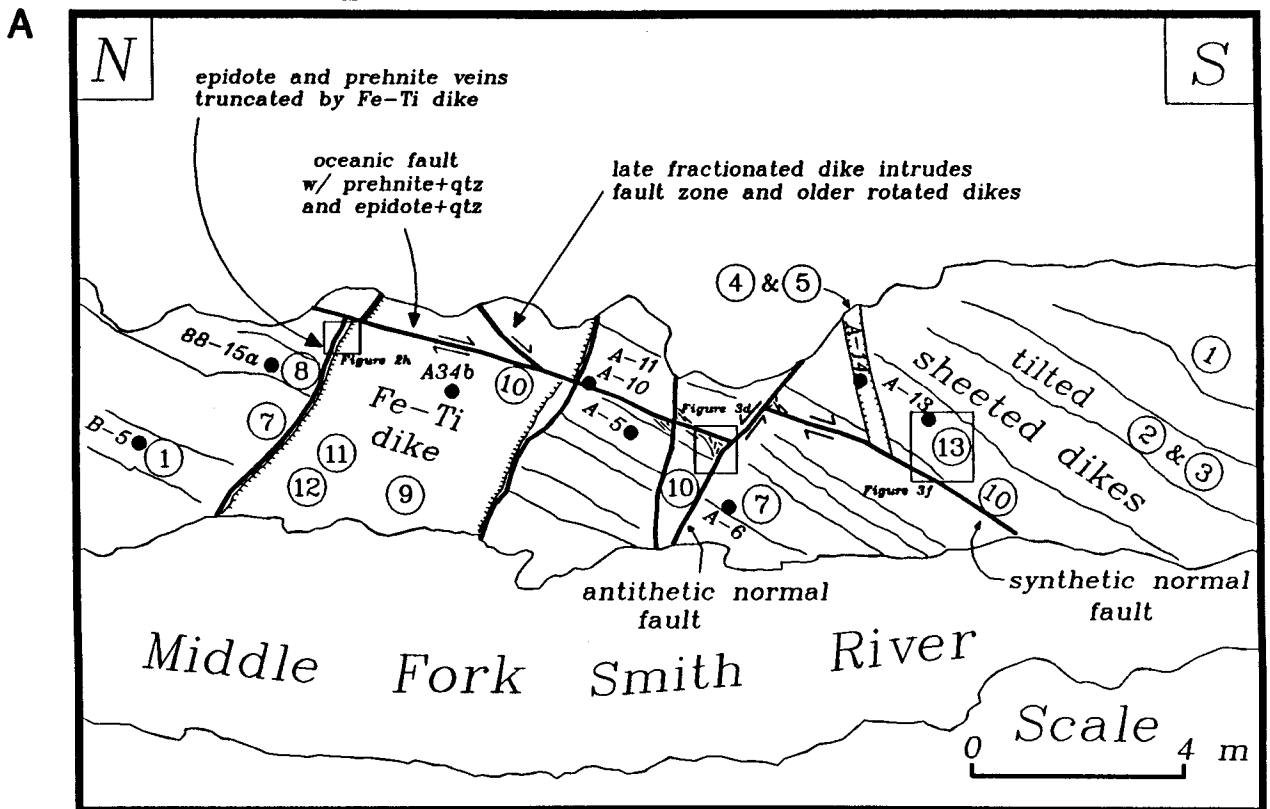 A
N
S
epidote and prehnite veins
truncated by Fe-Ti dike
oceanic fault
w/ prehnite+qtz
and epidote+qtz
late fractionated dike intrudes
fault zone and older rotated dikes
4 & 5
88-15a
8
Figure 2h
A34b
10
A-11
A-10
A-14
1
Fe-Ti
dike
A-5
Figure 3d
A-13
tilted
sheeted dikes
2 & 3
B-5
1
7
11
12
9
10
7
A-6
13
Figure 3f
10
antithetic normal
fault
synthetic normal
fault
Middle Fork Smith River
Scale
0 4 m